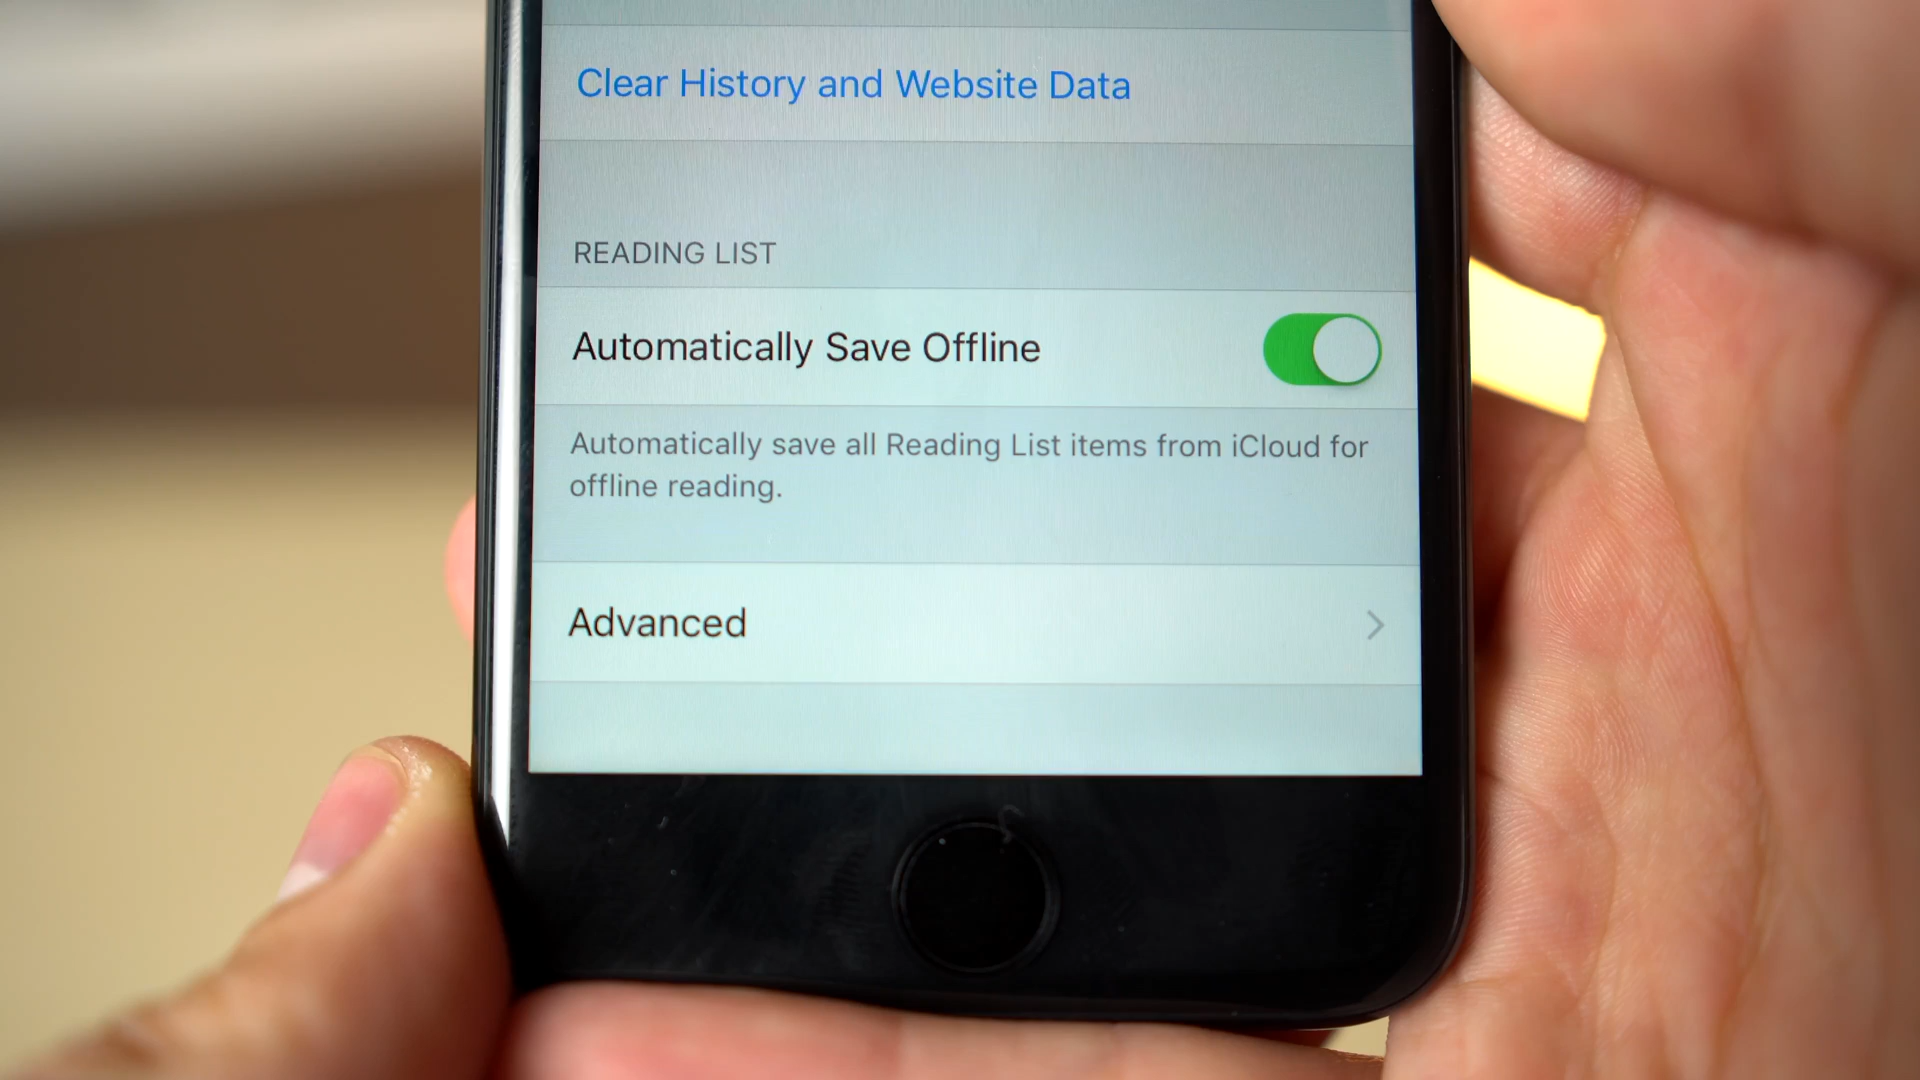 Clear History and Website Data
READING LIST
Automatically Save Offline
Automatically save all Reading List items from iCloud for
offline reading.
Advanced